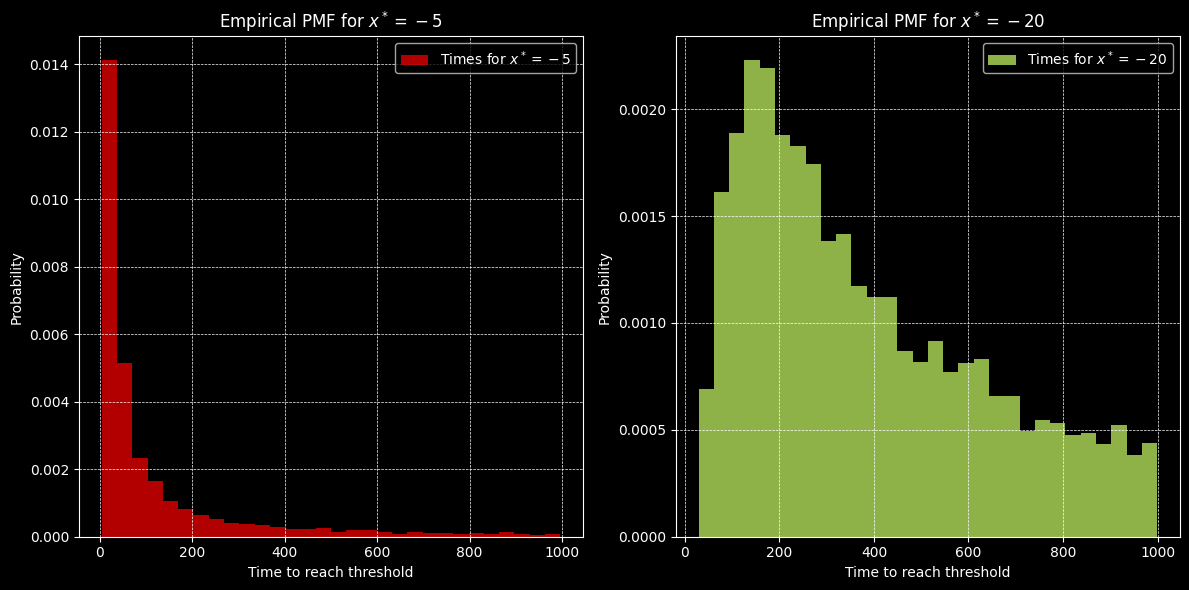 Empirical PMF for x* = −5
Times for x* = −5
Probability
0.014
0.012
0.010
0.008
0.006
0.004
0.002
0.000
0 200 400 600 800 1000
Time to reach threshold
Empirical PMF for x* = −20
Times for x* = −20
Probability
0.0020
0.0015
0.0010
0.0005
0.0000
0 200 400 600 800 1000
Time to reach threshold